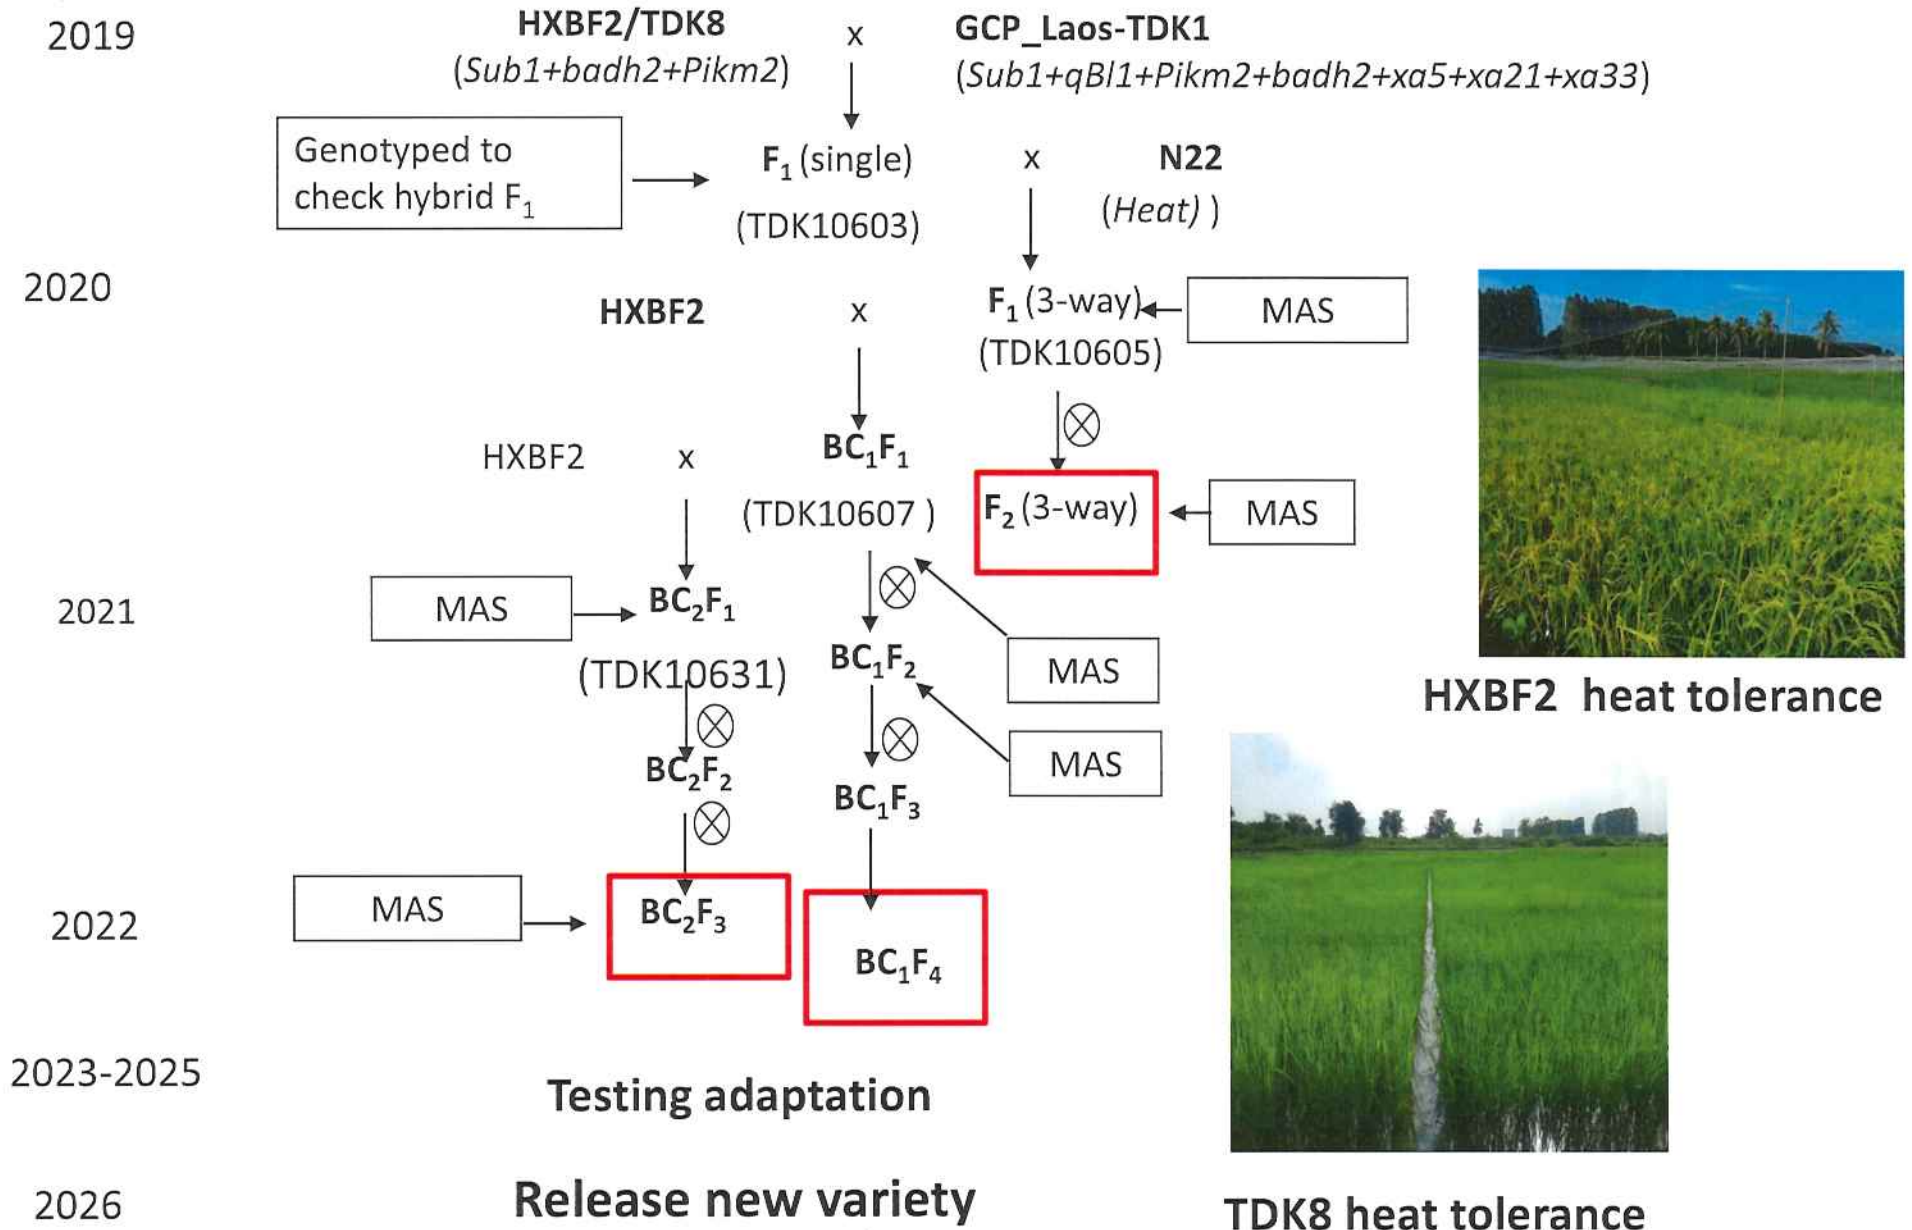 2019
HXBF2/TDK8 x GCP_Laos-TDK1
(Sub1+badh2+Pikm2)
(Sub1+qBl1+Pikm2+badh2+xa5+xa21+xa33)
Genotyped to
check hybrid F₁
F₁ (single) x N22
(TDK10603)
(Heat) )
2020
HXBF2 x F₁ (3-way)
MAS
(TDK10605)
HXBF2 x BC₁F₁
(TDK10607 )
F₂ (3-way)
MAS
2021
MAS
BC₂F₁
(TDK10631)
BC₁F₂
MAS
MAS
BC₂F₂
BC₁F₃
HXBF2 heat tolerance
2022
MAS
BC₂F₃
BC₁F₄
2023-2025
Testing adaptation
2026
Release new variety
TDK8 heat tolerance